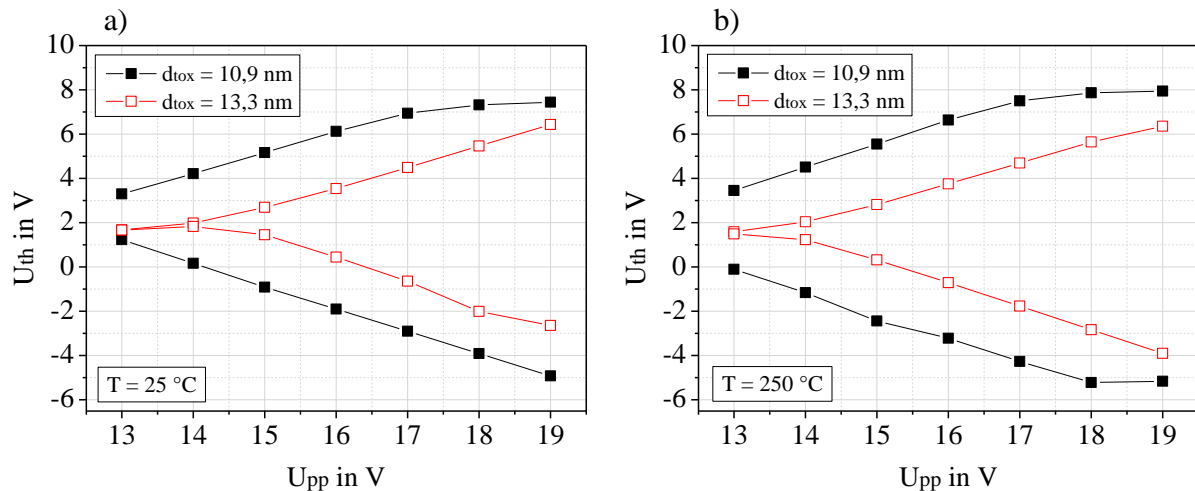 a)
10
8
6
4
2
0
-2
-4
-6
Uth in V
dtox = 10,9 nm
dtox = 13,3 nm
T = 25 °C
13 14 15 16 17 18 19
Upp in V
b)
10
8
6
4
2
0
-2
-4
-6
Uth in V
dtox = 10,9 nm
dtox = 13,3 nm
T = 250 °C
13 14 15 16 17 18 19
Upp in V